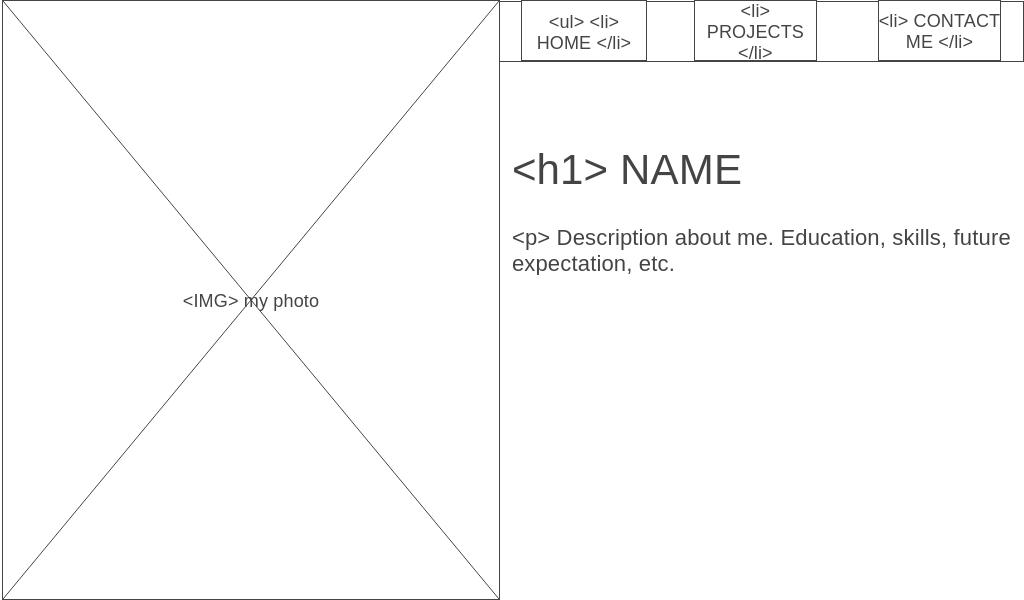 <ul> <li>
HOME </li>
<li>
PROJECTS
</li>
<li> CONTACT
ME </li>
<h1> NAME
<p> Description about me. Education, skills, future
expectation, etc.
<IMG> my photo